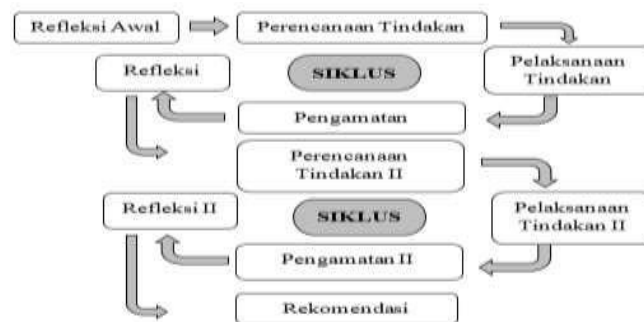 Refleksi Awal
Perencanaan Tindakan
Refleksi
SIKLUS
Pelaksanaan
Tindakan
Pengamatan
Perencanaan
Tindakan II
Refleksi II
SIKLUS
Pelaksanaan
Tindakan II
Pengamatan II
Rekomendasi